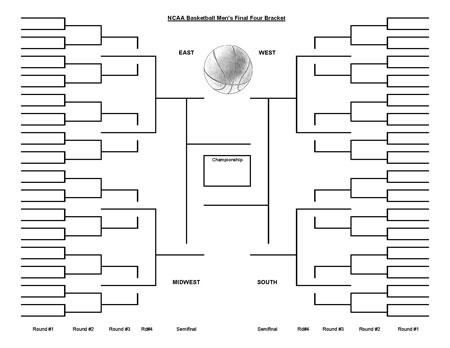 NCAA Basketball Men's Final Four Bracket
EAST WEST
Championship
MIDWEST SOUTH
Round #1 Round #2 Round #3 Rd#4 Semifinal Semifinal Rd#4 Round #3 Round #2 Round #1